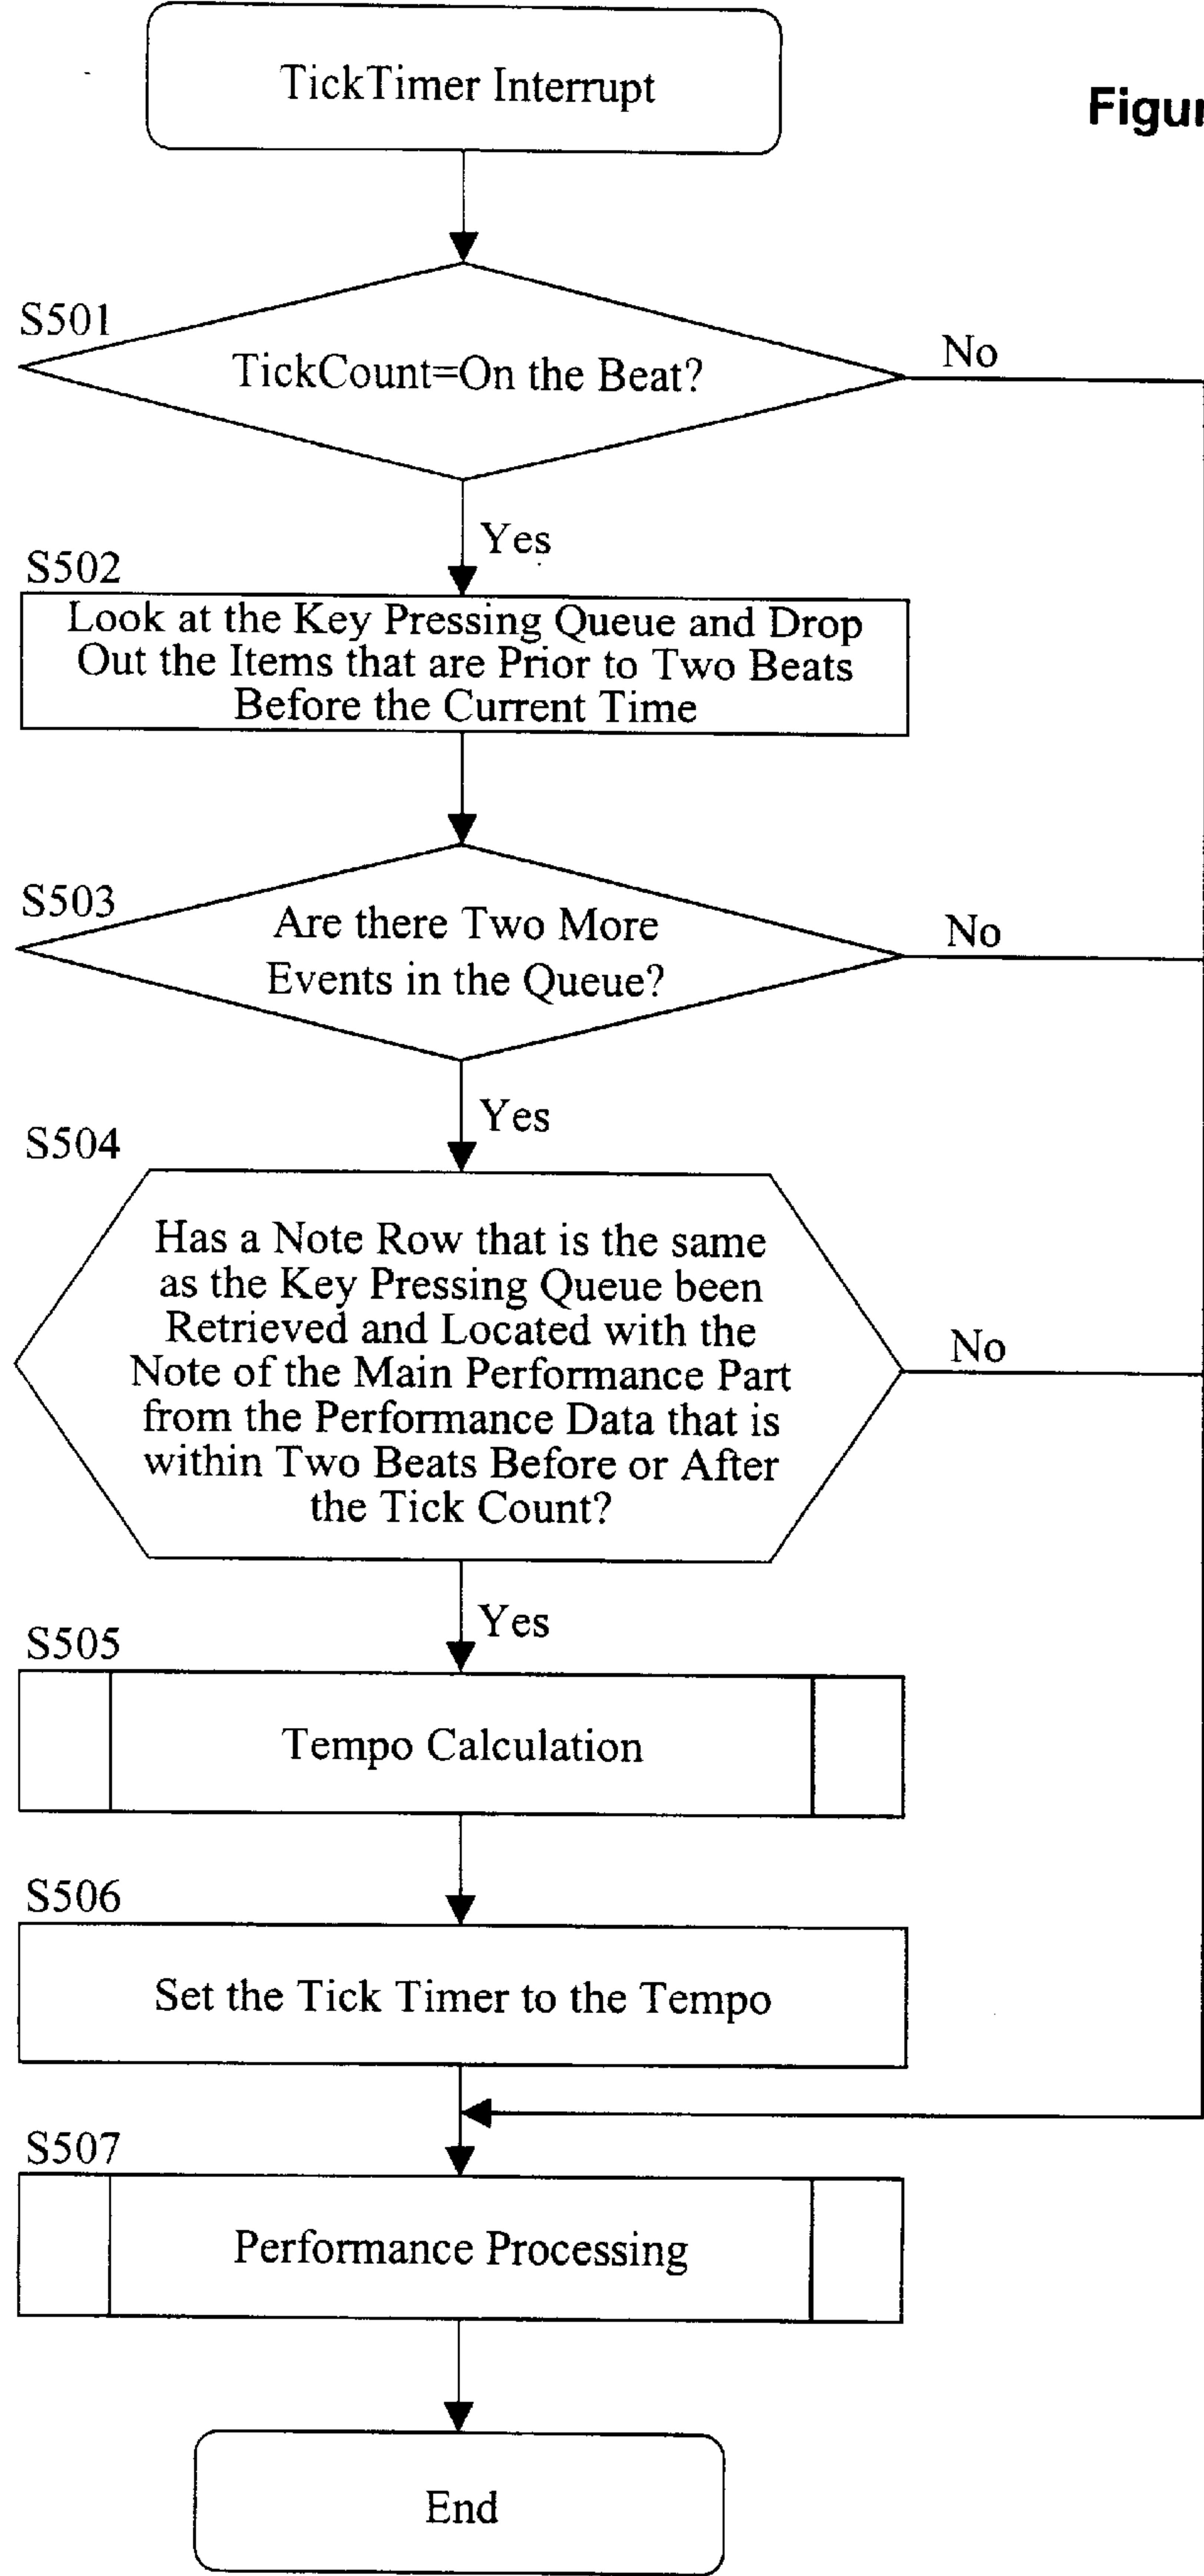 TickTimer Interrupt
Figur
S501
TickCount=On the Beat?
No
Yes
S502
Look at the Key Pressing Queue and Drop
Out the Items that are Prior to Two Beats
Before the Current Time
S503
Are there Two More
Events in the Queue?
No
Yes
S504
Has a Note Row that is the same
as the Key Pressing Queue been
Retrieved and Located with the
Note of the Main Performance Part
from the Performance Data that is
within Two Beats Before or After
the Tick Count?
No
Yes
S505
Tempo Calculation
S506
Set the Tick Timer to the Tempo
S507
Performance Processing
End